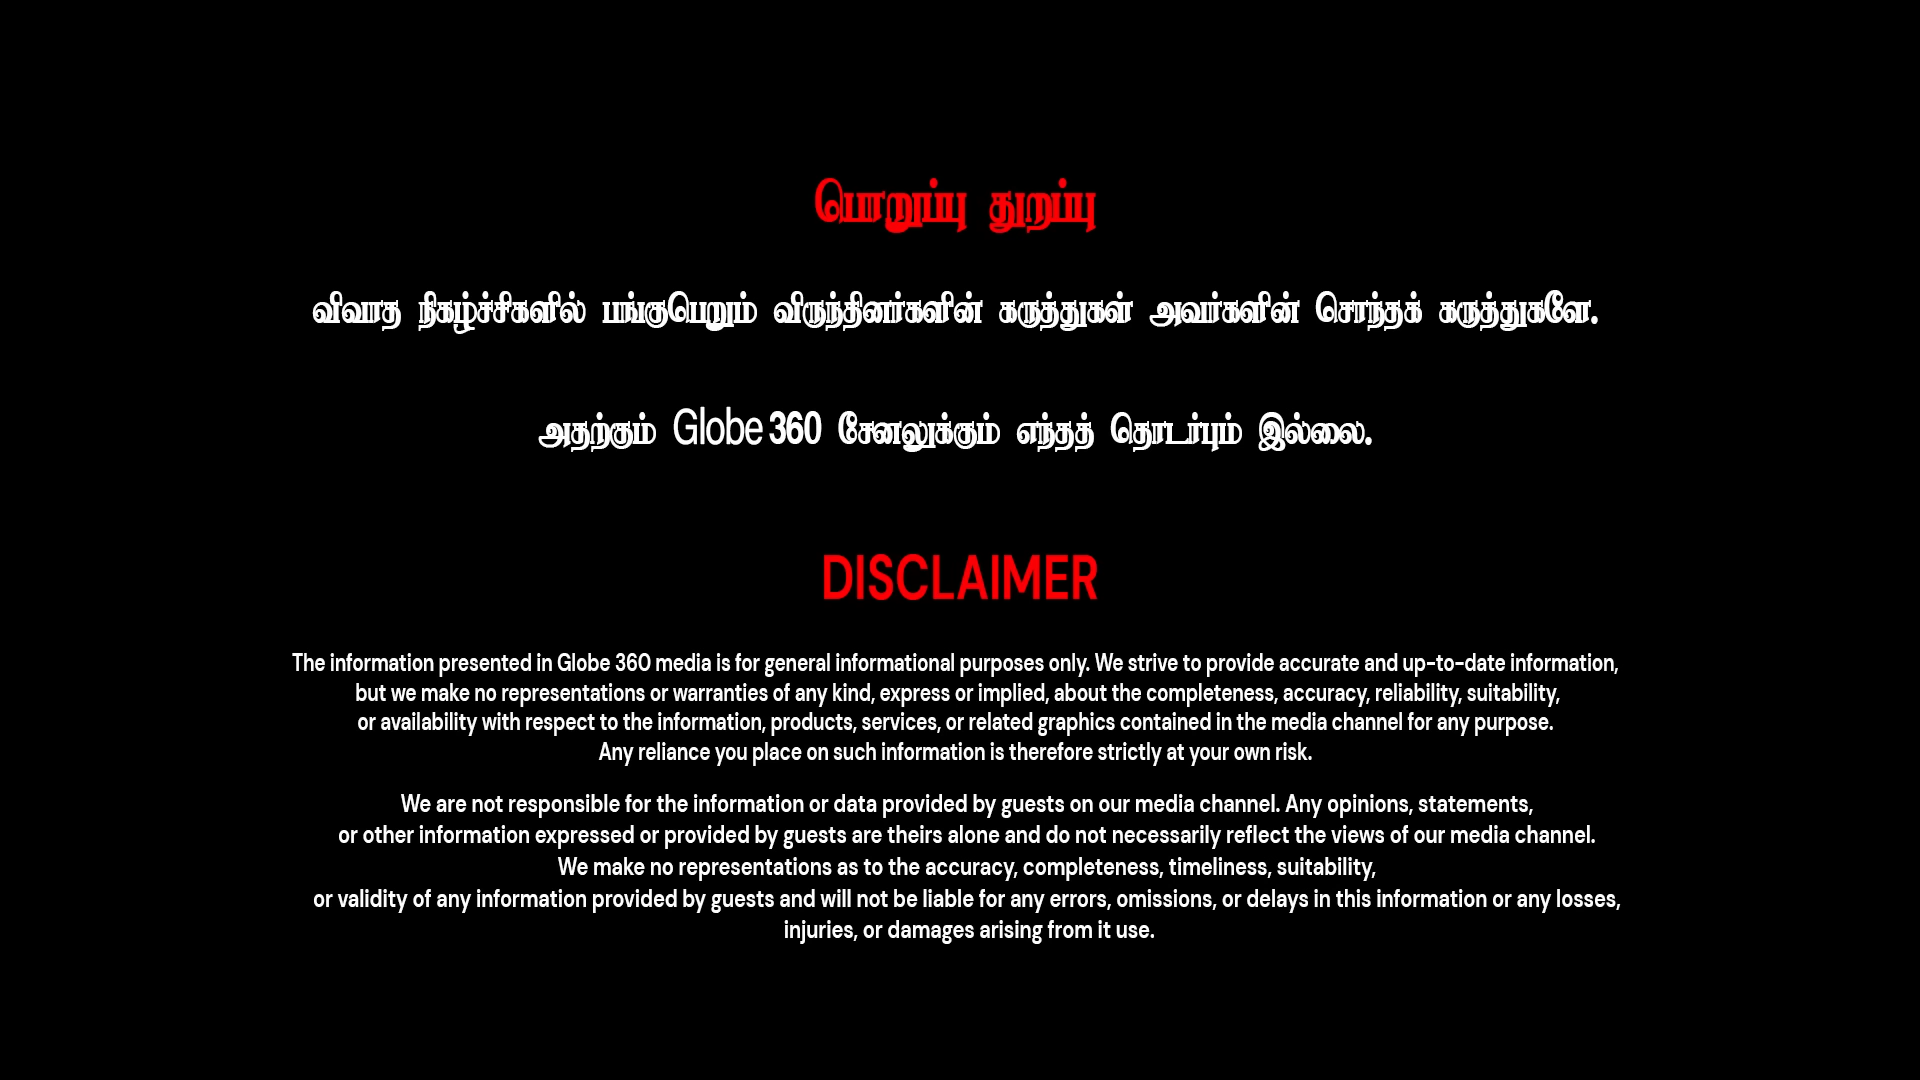 பொறுப்பு துறப்பு
விவாத நிகழ்ச்சிகளில் பங்குபெறும் விருந்தினர்களின் கருத்துகள் அவர்களின் சொந்தக் கருத்துகளே.
அதற்கும் Globe 360 சேனலுக்கும் எந்தத் தொடர்பும் இல்லை.
DISCLAIMER
The information presented in Globe 360 media is for general informational purposes only. We strive to provide accurate and up-to-date information,
but we make no representations or warranties of any kind, express or implied, about the completeness, accuracy, reliability, suitability,
or availability with respect to the information, products, services, or related graphics contained in the media channel for any purpose.
Any reliance you place on such information is therefore strictly at your own risk.
We are not responsible for the information or data provided by guests on our media channel. Any opinions, statements,
or other information expressed or provided by guests are theirs alone and do not necessarily reflect the views of our media channel.
We make no representations as to the accuracy, completeness, timeliness, suitability,
or validity of any information provided by guests and will not be liable for any errors, omissions, or delays in this information or any losses,
injuries, or damages arising from it use.